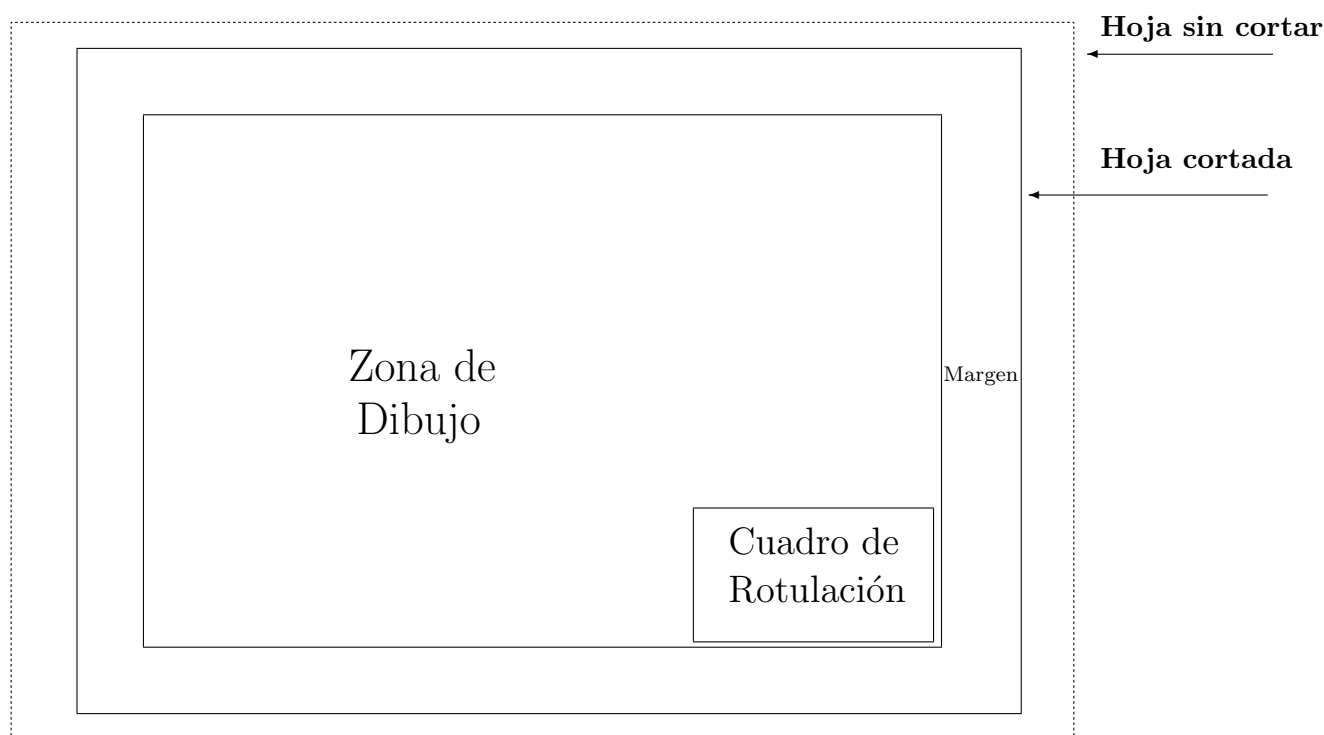 Hoja sin cortar
Hoja cortada
Zona de
Dibujo
Margen
Cuadro de
Rotulación